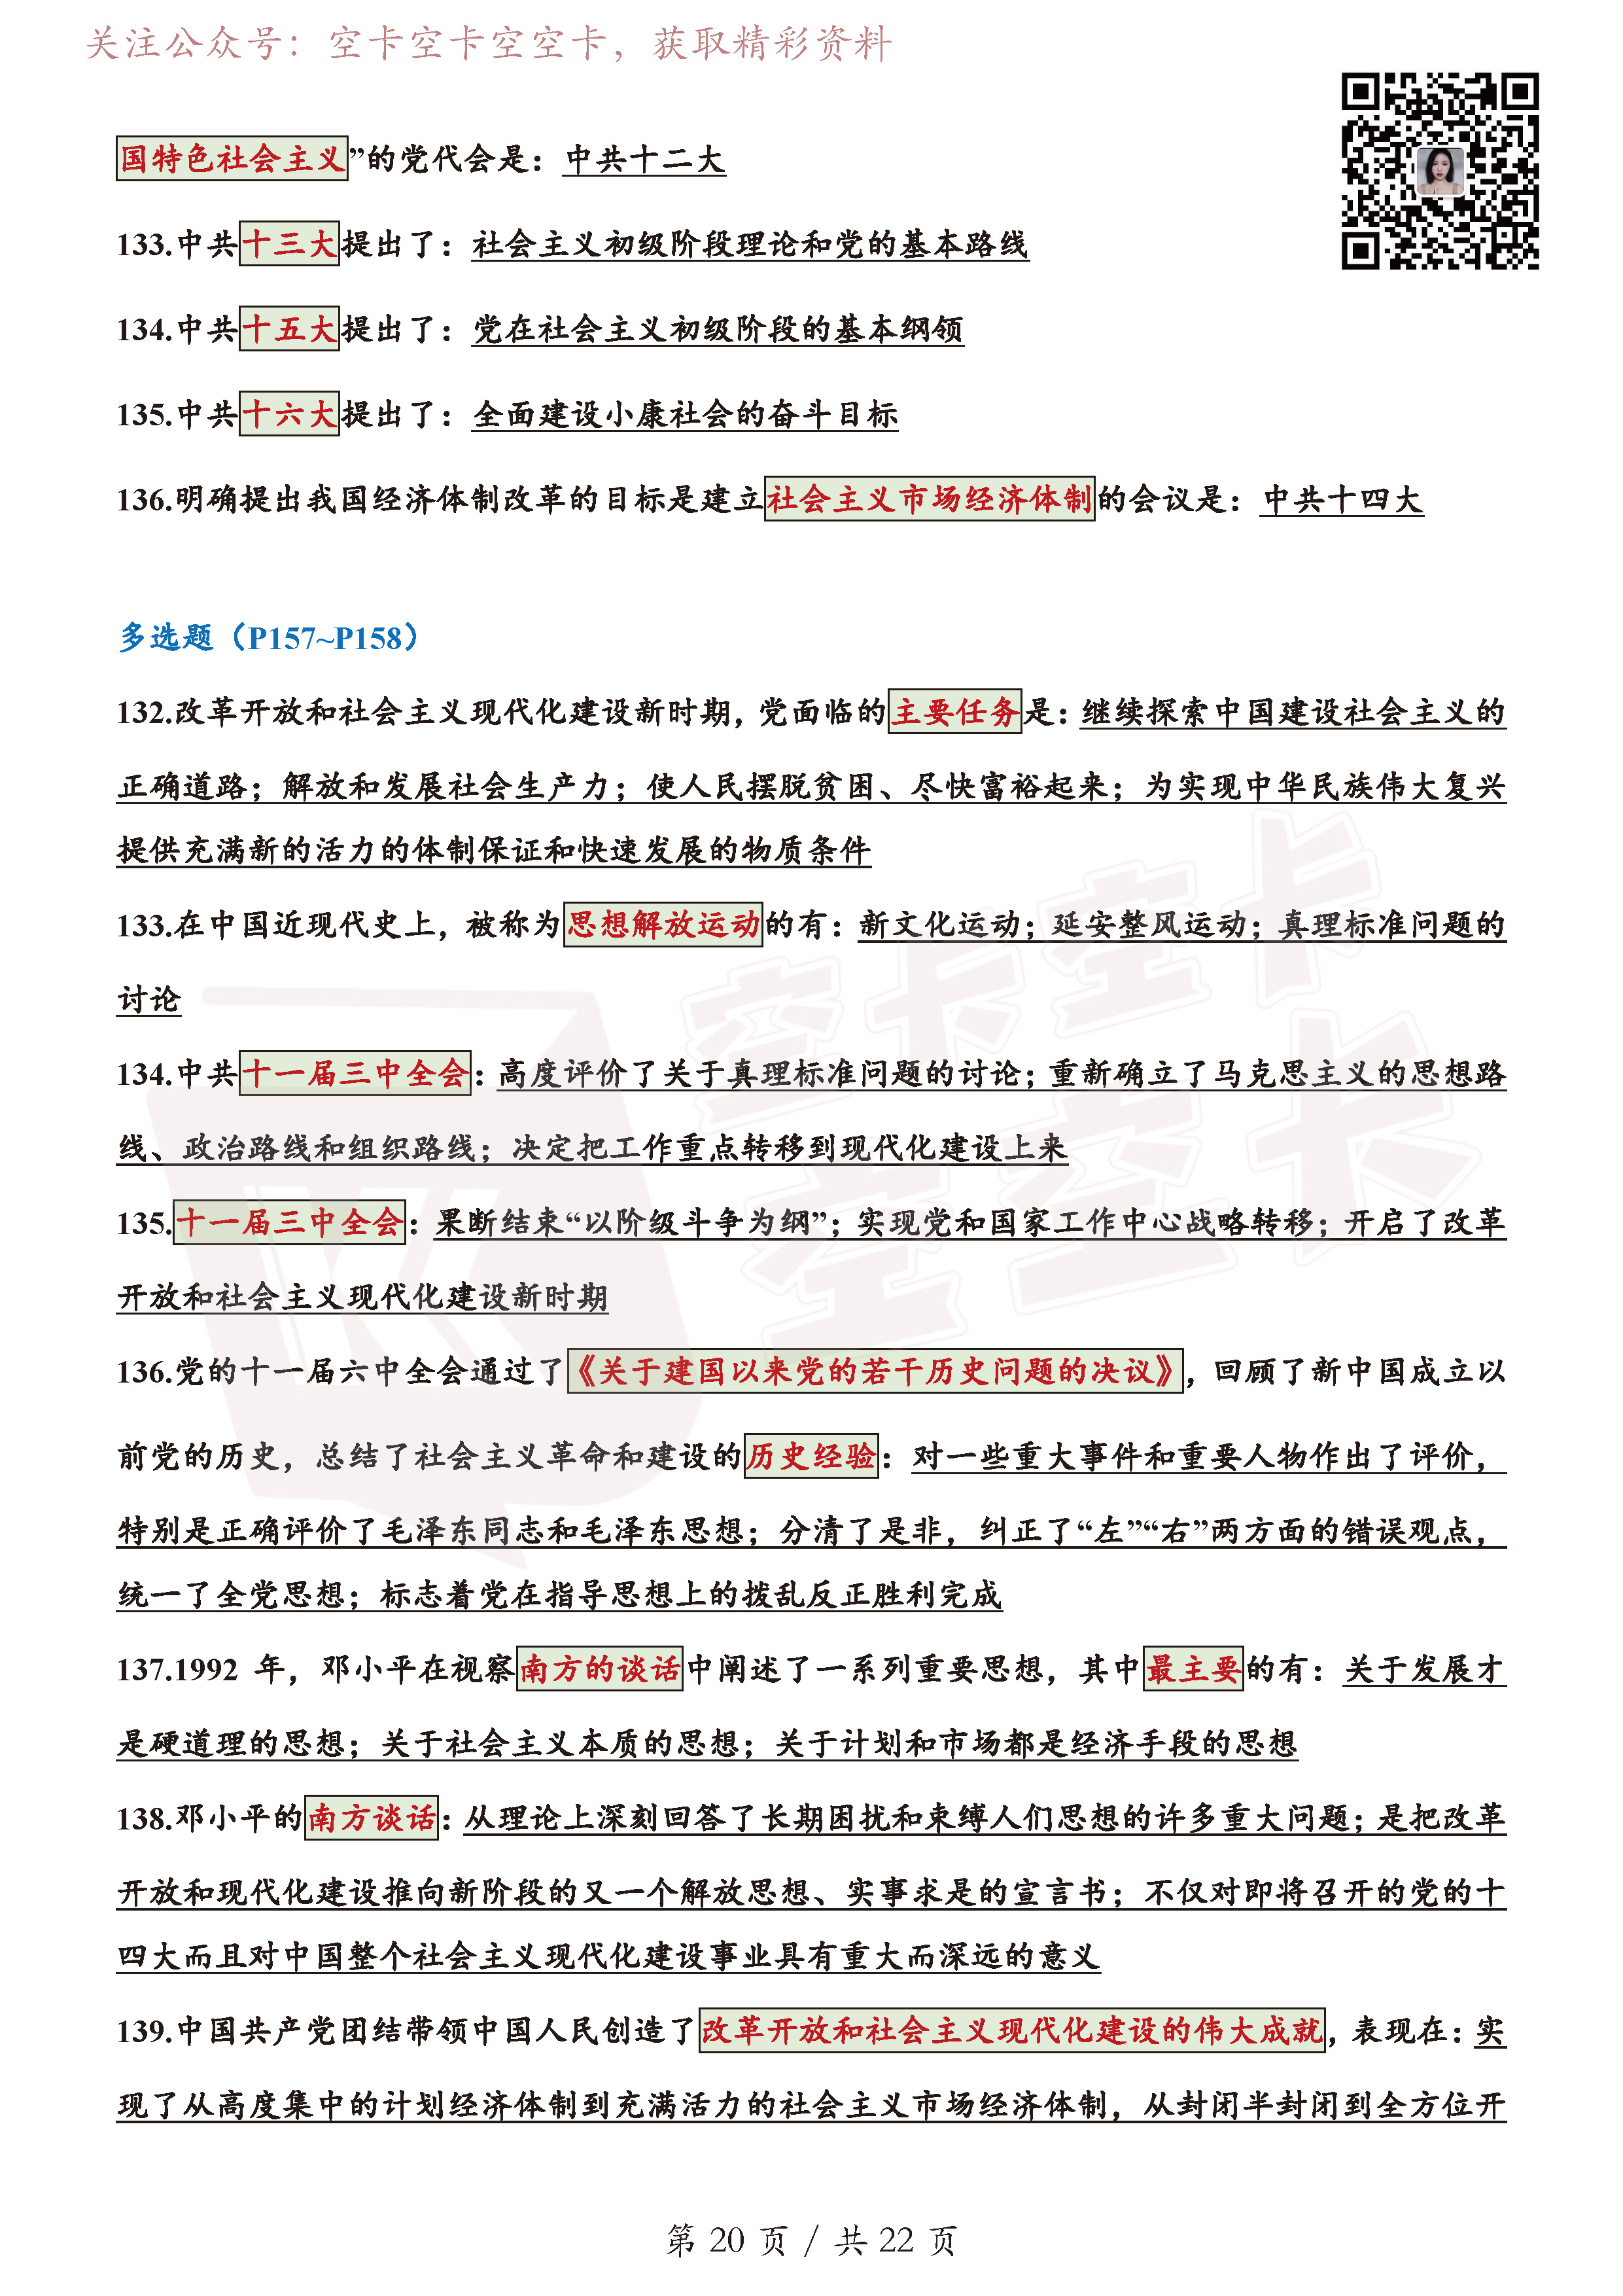 关注公众号：空卡空卡空空卡，获取精彩资料
国特色社会主义”的党代会是：中共十二大
133.中共十三大提出了：社会主义初级阶段理论和党的基本路线
134.中共十五大提出了：党在社会主义初级阶段的基本纲领
135.中共十六大提出了：全面建设小康社会的奋斗目标
136.明确提出我国经济体制改革的目标是建立社会主义市场经济体制的会议是：中共十四大
多选题（P157~P158）
132.改革开放和社会主义现代化建设新时期，党面临的主要任务是：继续探索中国建设社会主义的
正确道路；解放和发展社会生产力；使人民摆脱贫困、尽快富裕起来；为实现中华民族伟大复兴
提供充满新的活力的体制保证和快速发展的物质条件
133.在中国近现代史上，被称为思想解放运动的有：新文化运动；延安整风运动；真理标准问题的
讨论
134.中共十一届三中全会：高度评价了关于真理标准问题的讨论；重新确立了马克思主义的思想路
线、政治路线和组织路线；决定把工作重点转移到现代化建设上来
135.十一届三中全会：果断结束“以阶级斗争为纲”；实现党和国家工作中心战略转移；开启了改革
开放和社会主义现代化建设新时期
136.党的十一届六中全会通过了《关于建国以来党的若干历史问题的决议》，回顾了新中国成立以
前党的历史，总结了社会主义革命和建设的历史经验：对一些重大事件和重要人物作出了评价，
特别是正确评价了毛泽东同志和毛泽东思想；分清了是非，纠正了“左”“右”两方面的错误观点，
统一了全党思想；标志着党在指导思想上的拨乱反正胜利完成
137.1992 年，邓小平在视察南方的谈话中阐述了一系列重要思想，其中最主要的有：关于发展才
是硬道理的思想；关于社会主义本质的思想；关于计划和市场都是经济手段的思想
138.邓小平的南方谈话：从理论上深刻回答了长期困扰和束缚人们思想的许多重大问题；是把改革
开放和现代化建设推向新阶段的又一个解放思想、实事求是的宣言书；不仅对即将召开的党的十
四大而且对中国整个社会主义现代化建设事业具有重大而深远的意义
139.中国共产党团结带领中国人民创造了改革开放和社会主义现代化建设的伟大成就，表现在：实
现了从高度集中的计划经济体制到充满活力的社会主义市场经济体制，从封闭半封闭到全方位开
空卡空卡
空空卡
第 20 页 / 共 22 页